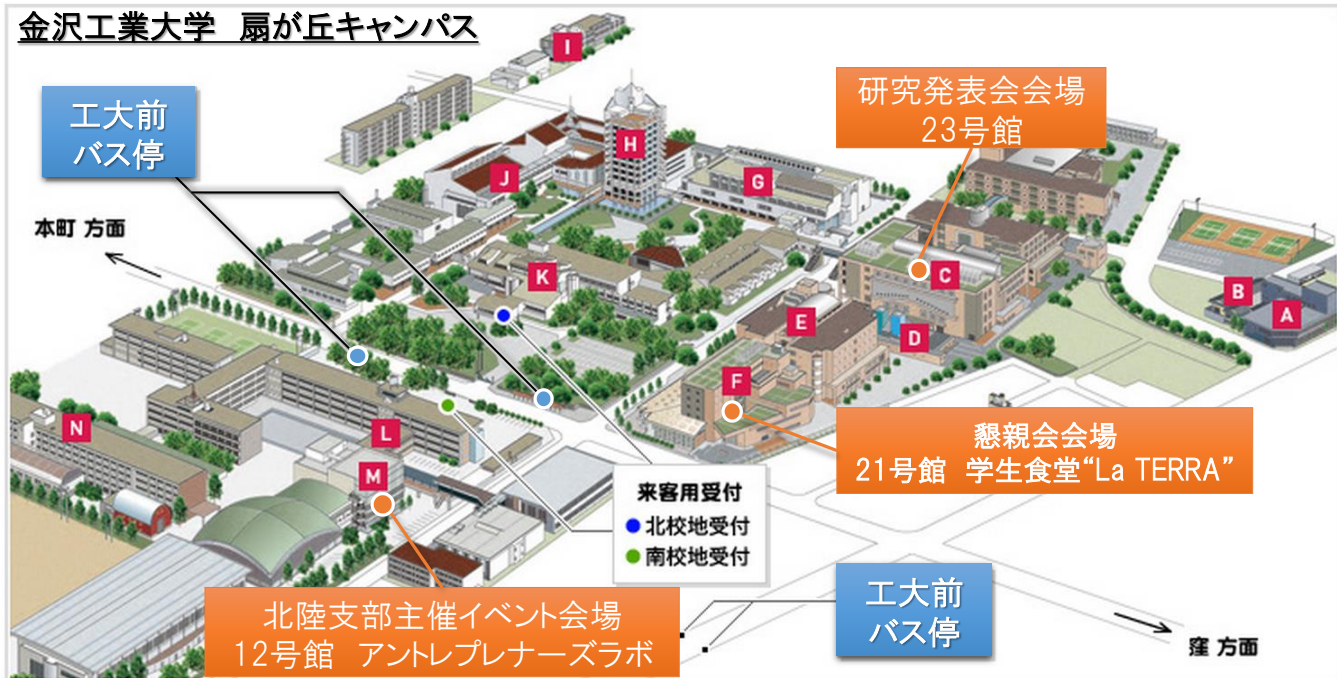 金沢工業大学 扇が丘キャンパス
I
工大前
バス停
研究発表会会場
23号館
H
J
G
本町 方面
K
C
B
A
E
D
F
N
L
M
懇親会会場
21号館 学生食堂“La TERRA”
来客用受付
北校地受付
南校地受付
北陸支部主催イベント会場
12号館 アントレプレナーズラボ
工大前
バス停
窪 方面